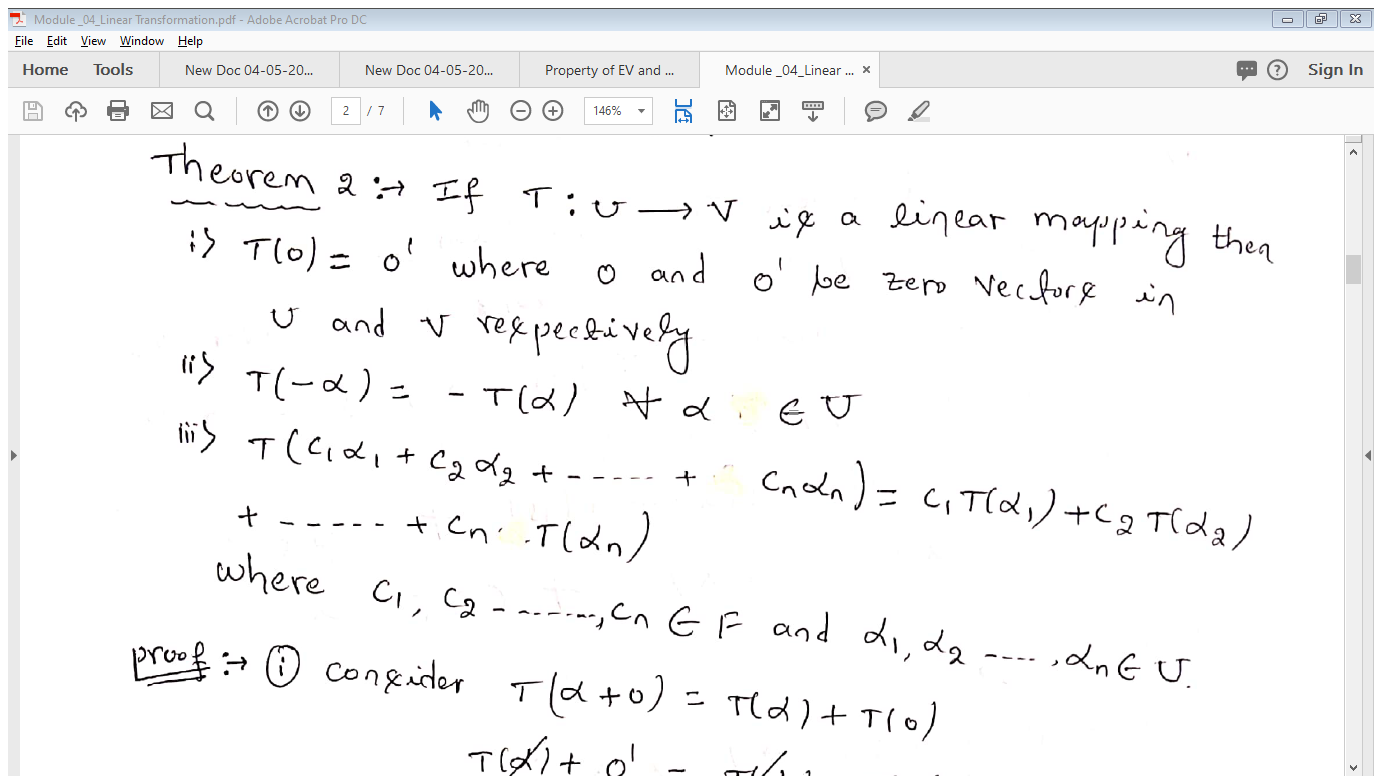 Module _04_Linear Transformation.pdf - Adobe Acrobat Pro DC
File Edit View Window Help
Home Tools New Doc 04-05-20... New Doc 04-05-20... Property of EV and ... Module _04_Linear ... × Sign In
2 / 7 146%
Theorem 2 :→ If T : U → V is a linear mapping then
i> T(0) = 0' where 0 and 0' be zero vectors in
U and V respectively
ii> T(-α) = - T(α) ∀ α ∈ U
iii> T(C₁α₁ + C₂α₂ + ----- + Cnαn) = C₁T(α₁) + C₂T(α₂)
+ ----- + Cn . T(αn)
where C₁, C₂ -------, Cn ∈ F and α₁, α₂ ----, αn ∈ U.
proof :→ (i) consider T(α+0) = T(α) + T(0)
T(α) + 0' =